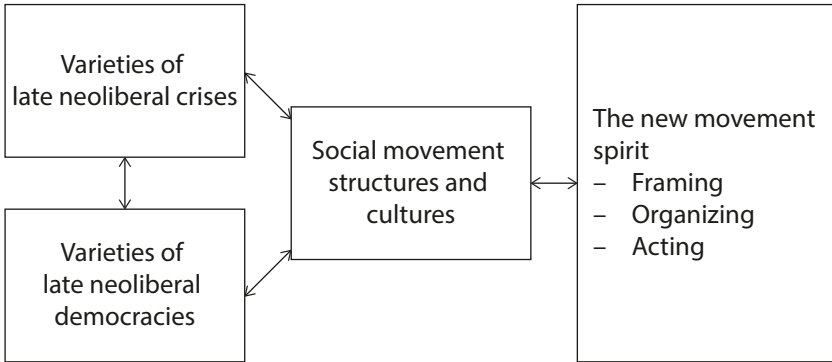 Varieties of
late neoliberal crises
Varieties of
late neoliberal
democracies
Social movement
structures and
cultures
The new movement
spirit
– Framing
– Organizing
– Acting